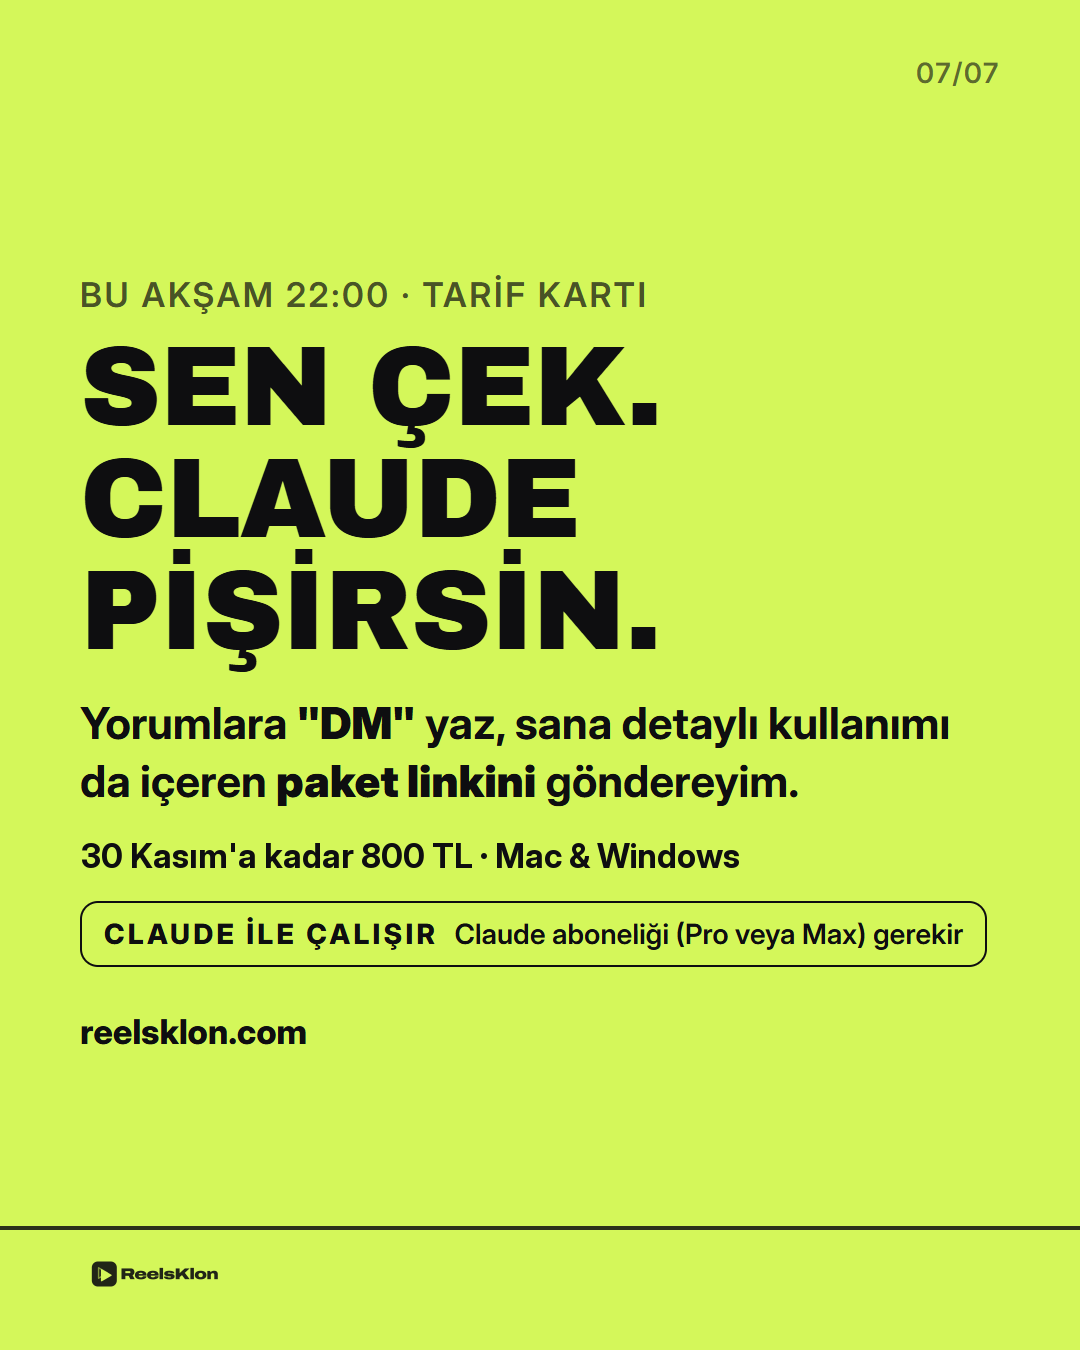 07/07
BU AKŞAM 22:00 · TARİF KARTI
SEN ÇEK.
CLAUDE
PİŞİRSİN.
Yorumlara "DM" yaz, sana detaylı kullanımı
da içeren paket linkini göndereyim.
30 Kasım'a kadar 800 TL · Mac & Windows
CLAUDE İLE ÇALIŞIR Claude aboneliği (Pro veya Max) gerekir
reelsklon.com
ReelsKlon